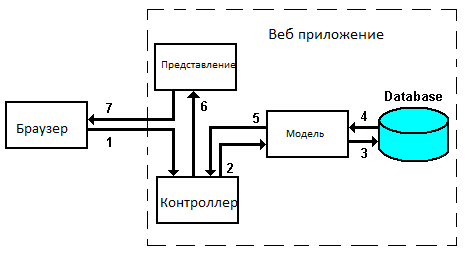 Веб приложение
Представление
Database
7
6
5
4
Браузер
Модель
1
2
3
Контроллер